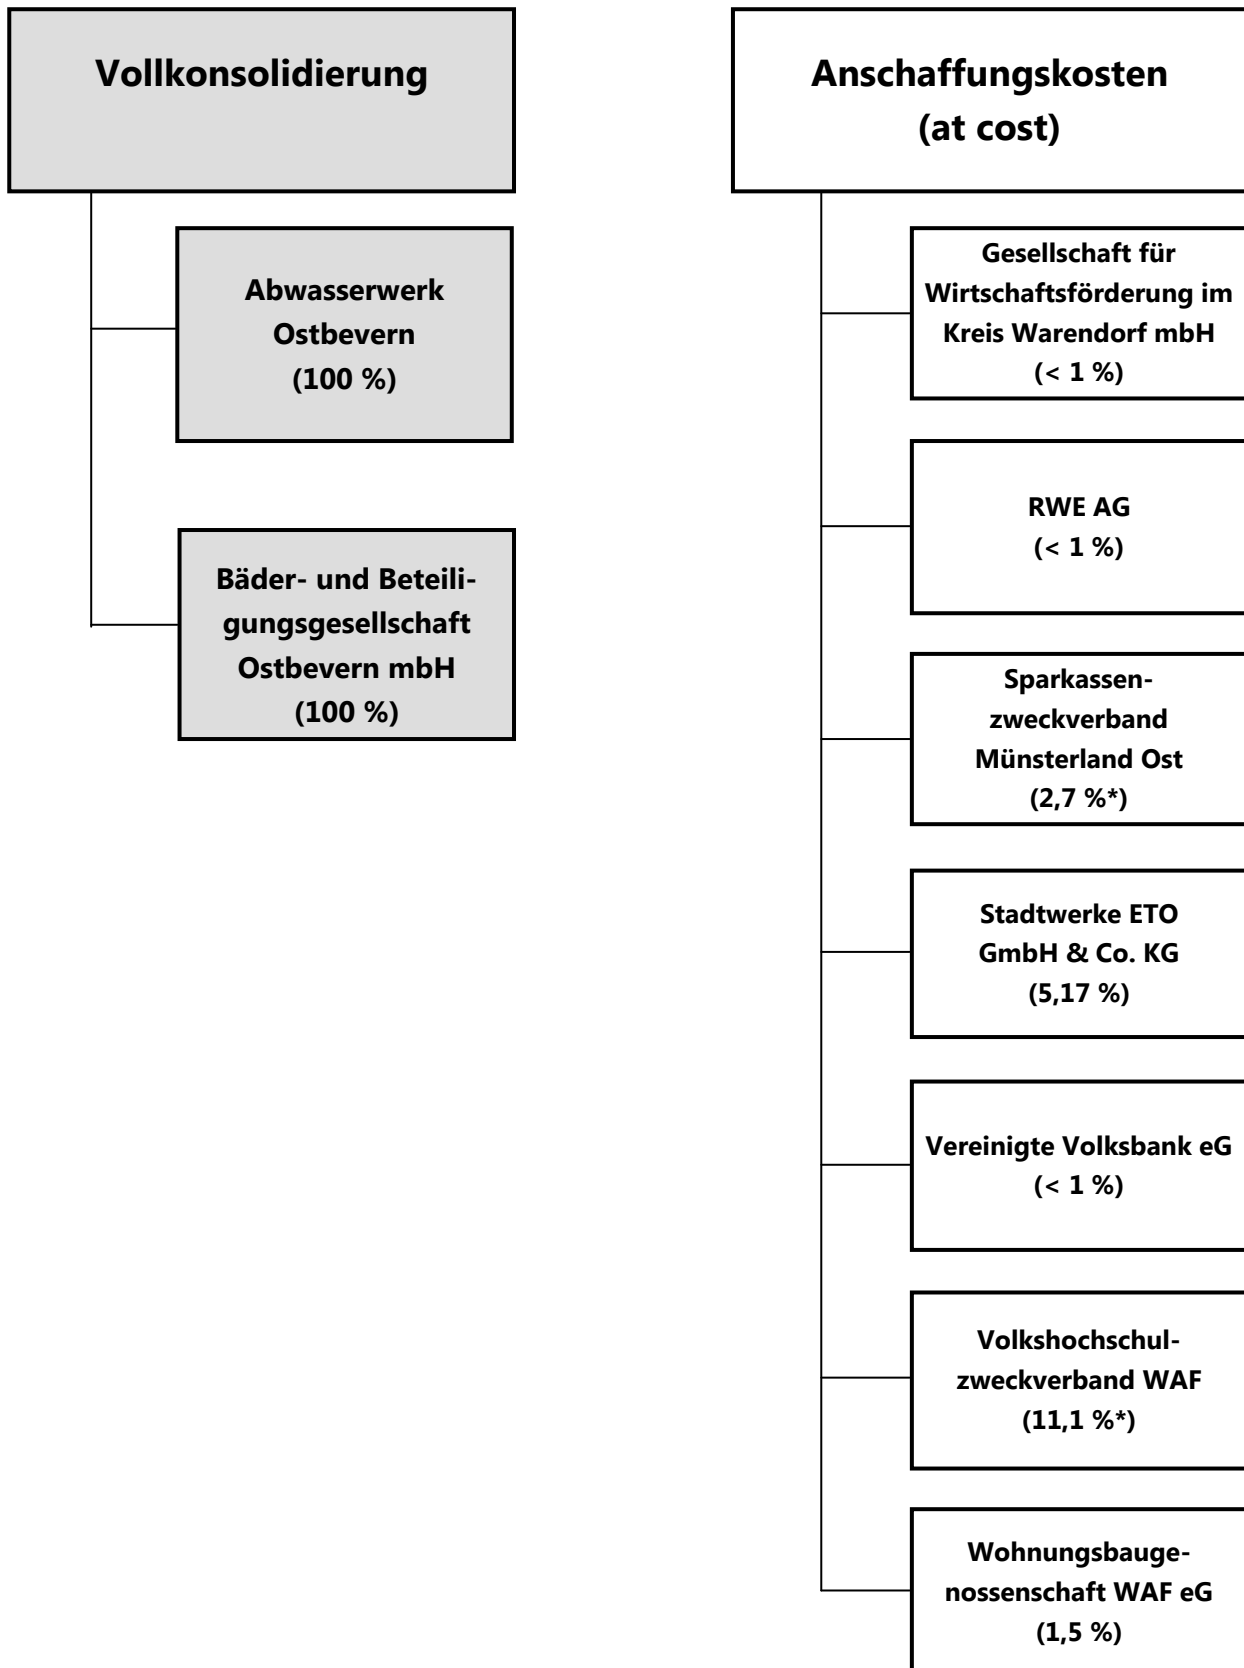 Vollkonsolidierung
Abwasserwerk
Ostbevern
(100 %)
Bäder- und Beteili-
gungsgesellschaft
Ostbevern mbH
(100 %)
Anschaffungskosten
(at cost)
Gesellschaft für
Wirtschaftsförderung im
Kreis Warendorf mbH
(< 1 %)
RWE AG
(< 1 %)
Sparkassen-
zweckverband
Münsterland Ost
(2,7 %*)
Stadtwerke ETO
GmbH & Co. KG
(5,17 %)
Vereinigte Volksbank eG
(< 1 %)
Volkshochschul-
zweckverband WAF
(11,1 %*)
Wohnungsbauge-
nossenschaft WAF eG
(1,5 %)